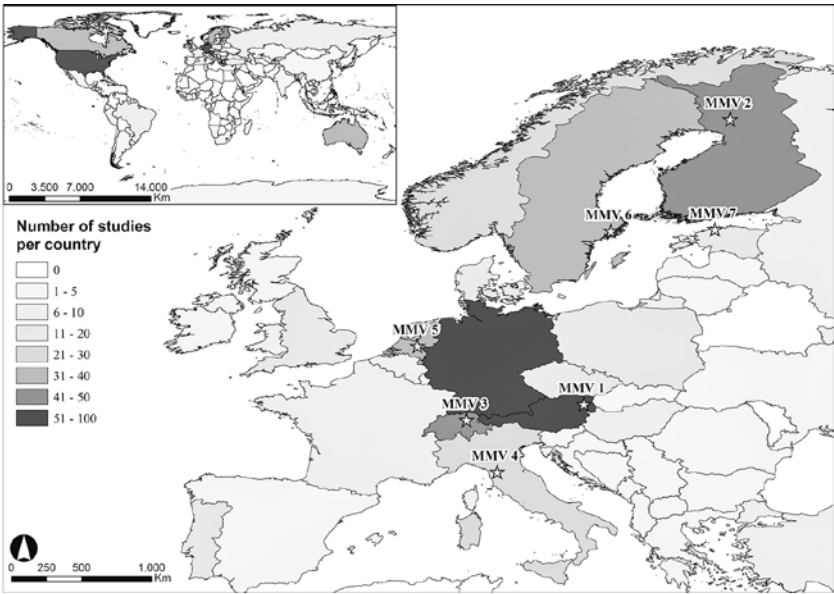 0 3,500 7.000 14.000
Km
Number of studies
per country
0
1 - 5
6 - 10
11 - 20
21 - 30
31 - 40
41 - 50
51 - 100
MMV 2
MMV 6
MMV 7
MMV 5
MMV 1
MMV 3
MMV 4
0 250 500 1.000
Km